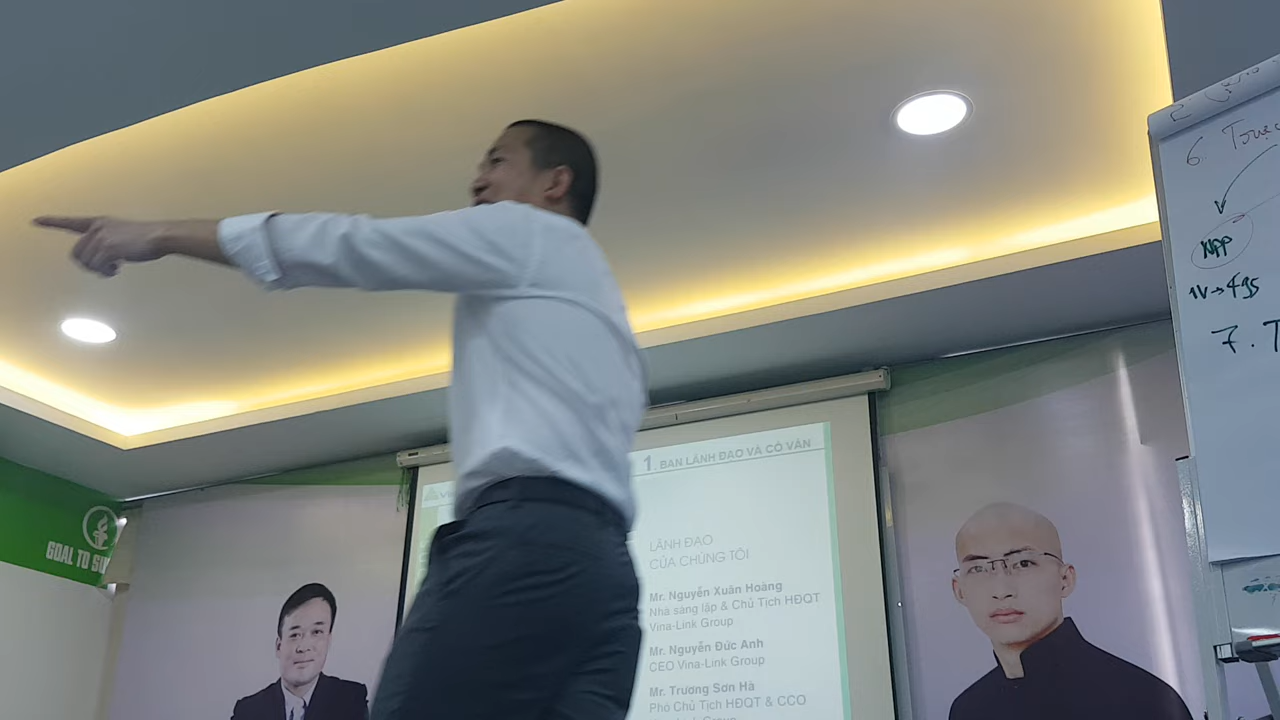 GOAL TO SU
1. BAN LÃNH ĐẠO VÀ CỐ VẤN
LÃNH ĐẠO
CỦA CHÚNG TÔI
Mr. Nguyễn Xuân Hoàng
Nhà sáng lập & Chủ Tịch HĐQT
Vina-Link Group
Mr. Nguyễn Đức Anh
CEO Vina-Link Group
Mr. Trương Sơn Hà
Phó Chủ Tịch HĐQT & CCO
6
NPP
1V → 495
7. T